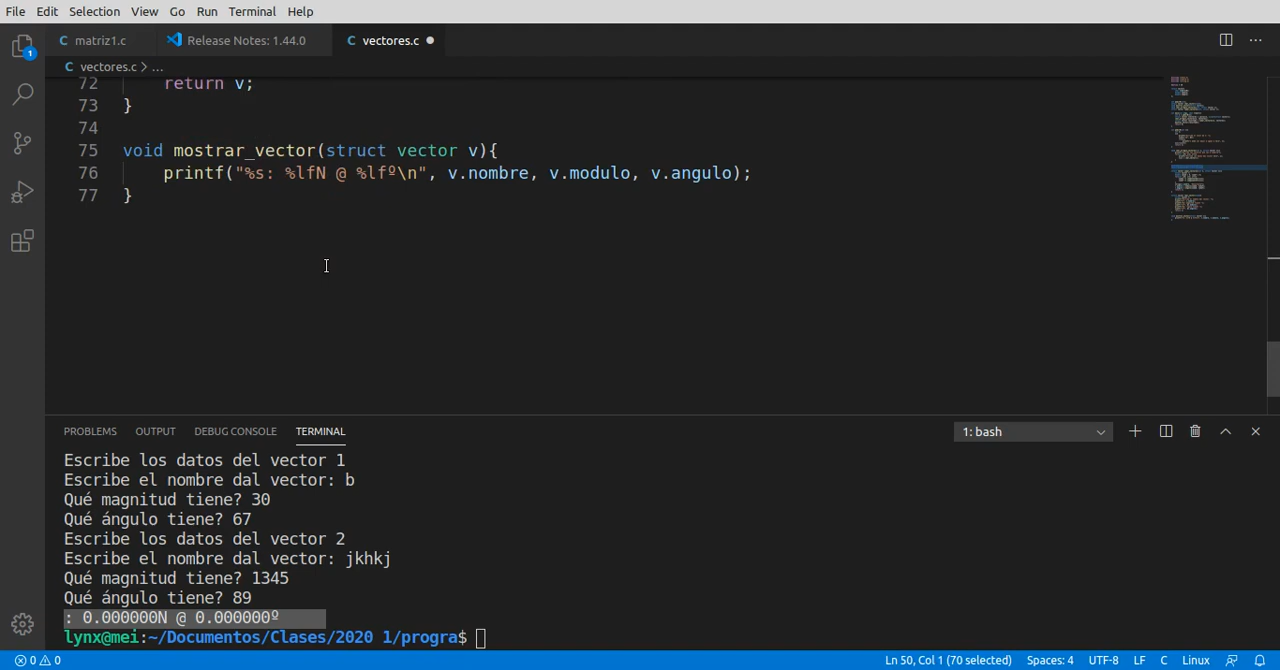 File Edit Selection View Go Run Terminal Help
1
C matriz1.c Release Notes: 1.44.0 C vectores.c ●
C vectores.c > ...
72 return v;
73 }
74
75 void mostrar_vector(struct vector v){
76 printf("%s: %lfN @ %lfº\n", v.nombre, v.modulo, v.angulo);
77 }
PROBLEMS OUTPUT DEBUG CONSOLE TERMINAL 1: bash
Escribe los datos del vector 1
Escribe el nombre dal vector: b
Qué magnitud tiene? 30
Qué ángulo tiene? 67
Escribe los datos del vector 2
Escribe el nombre dal vector: jkhkj
Qué magnitud tiene? 1345
Qué ángulo tiene? 89
: 0.000000N @ 0.000000º
lynx@mei:~/Documentos/Clases/2020 1/progra$
0 0 Ln 50, Col 1 (70 selected) Spaces: 4 UTF-8 LF C Linux